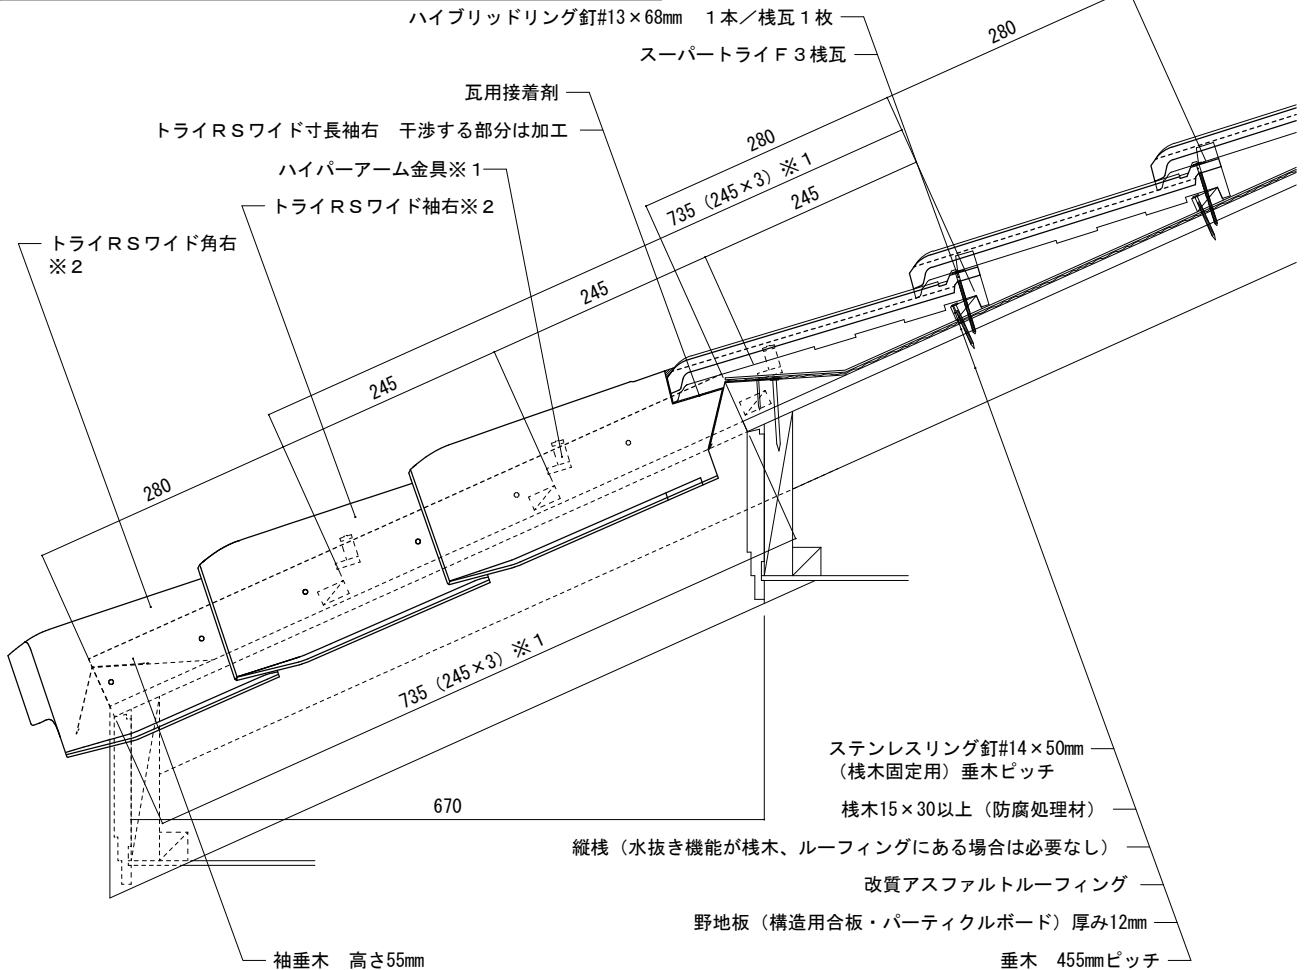 ハイブリッドリング釘#13×68mm　１本／桟瓦１枚
スーパートライＦ３桟瓦
瓦用接着剤
トライＲＳワイド寸長袖右　干渉する部分は加工
ハイパーアーム金具※１
トライＲＳワイド袖右※２
トライＲＳワイド角右
※２
280
280
735（245×3）※１
245
245
245
280
735（245×3）※１
670
ステンレスリング釘#14×50mm
（桟木固定用）垂木ピッチ
桟木15×30以上（防腐処理材）
縦桟（水抜き機能が桟木、ルーフィングにある場合は必要なし）
改質アスファルトルーフィング
野地板（構造用合板・パーティクルボード）厚み12mm
垂木　455mmピッチ
袖垂木　高さ55mm